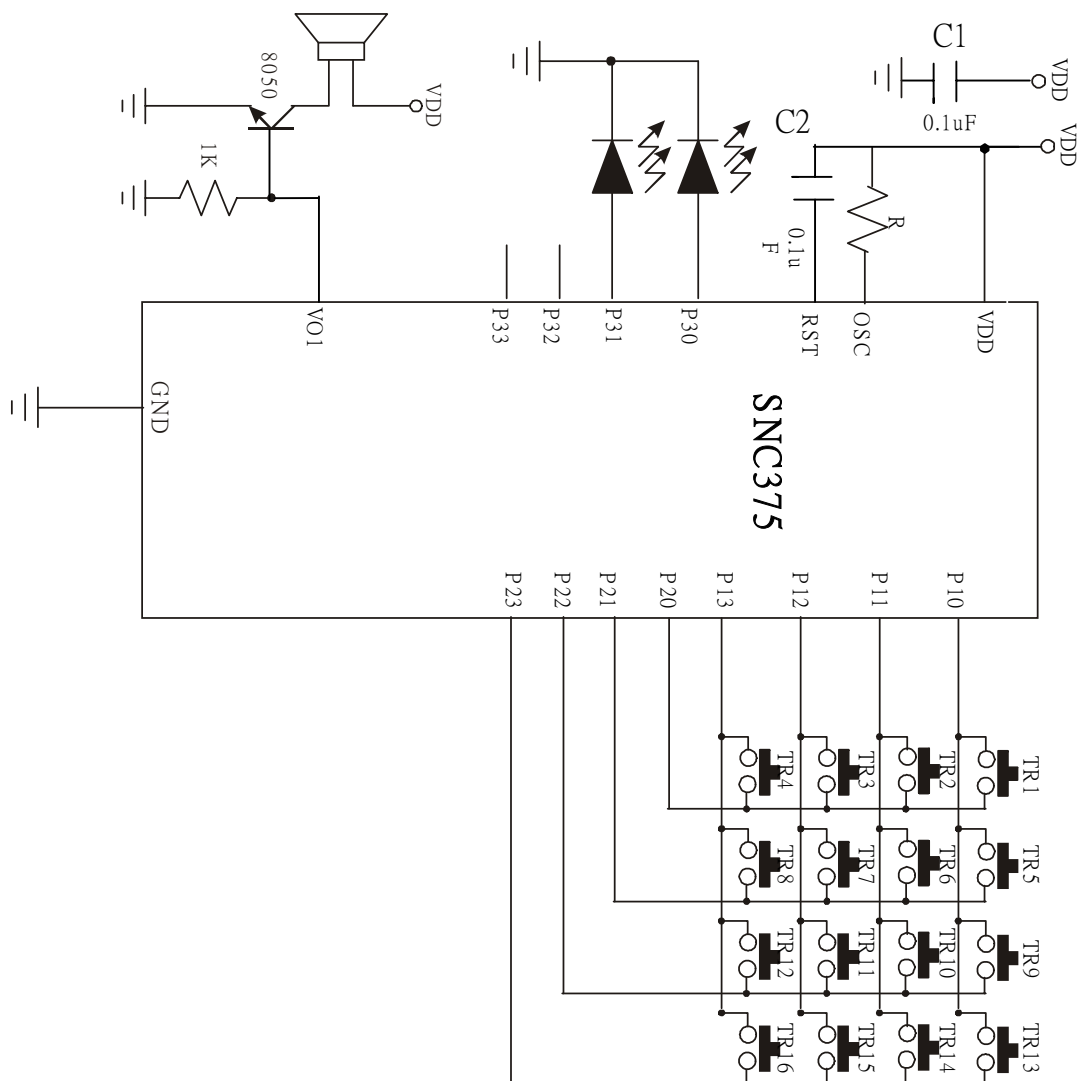 C1
VDD
0.1uF
VDD
C2
0.1u
F
R
8050
VDD
1K
VO1
P33
P32
P31
P30
RST
OSC
VDD
GND
SNC375
P23
P22
P21
P20
P13
P12
P11
P10
TR4
TR3
TR2
TR1
TR8
TR7
TR6
TR5
TR12
TR11
TR10
TR9
TR16
TR15
TR14
TR13